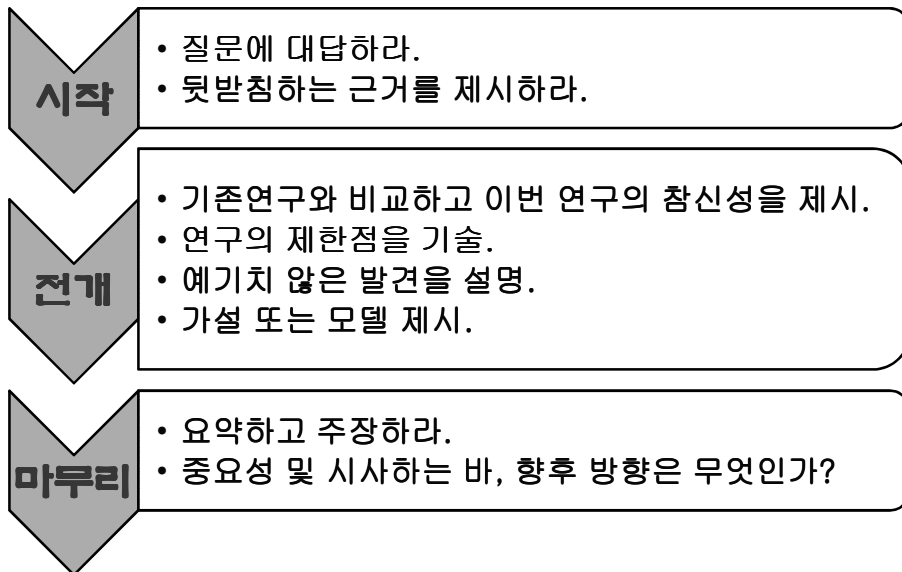 시작
• 질문에 대답하라.
• 뒷받침하는 근거를 제시하라.
전개
• 기존연구와 비교하고 이번 연구의 참신성을 제시.
• 연구의 제한점을 기술.
• 예기치 않은 발견을 설명.
• 가설 또는 모델 제시.
마무리
• 요약하고 주장하라.
• 중요성 및 시사하는 바, 향후 방향은 무엇인가?